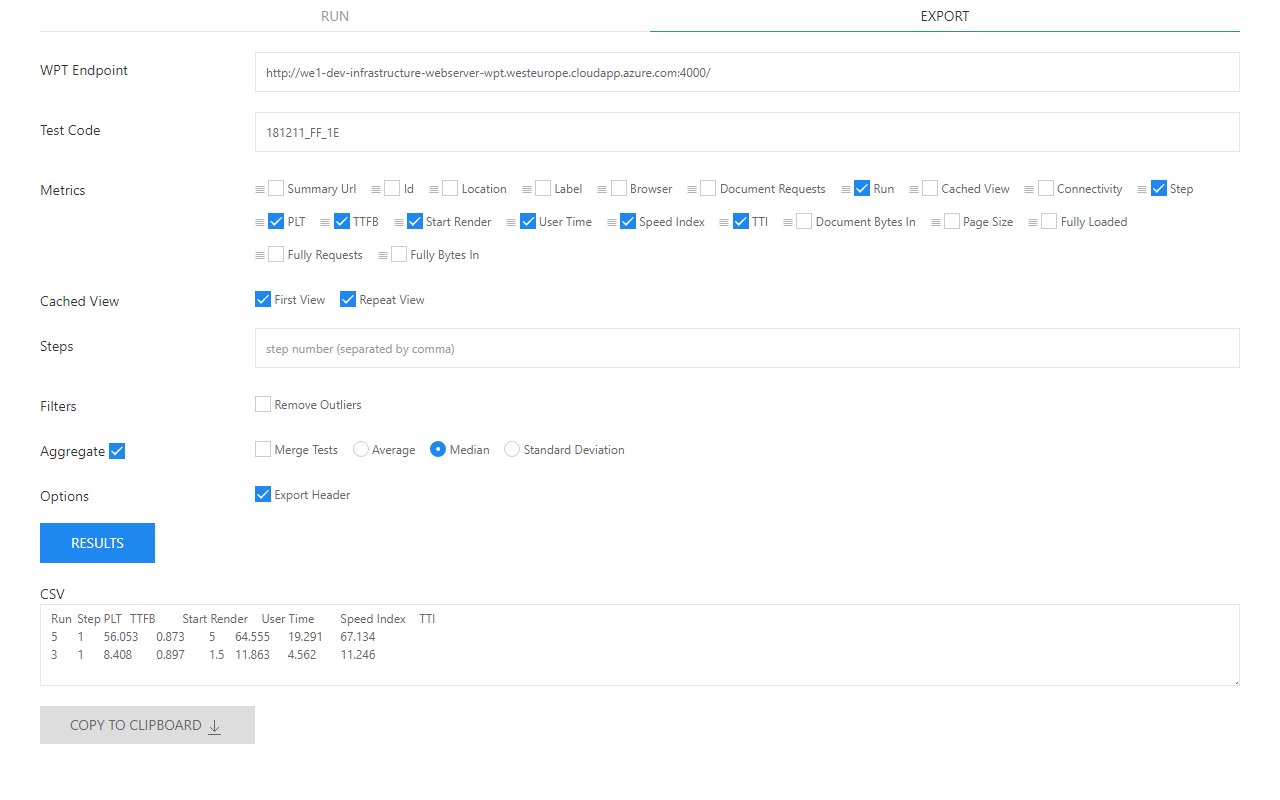 RUN EXPORT
WPT Endpoint http://we1-dev-infrastructure-webserver-wpt.westeurope.cloudapp.azure.com:4000/
Test Code 181211_FF_1E
Metrics Summary Url Id Location Label Browser Document Requests Run Cached View Connectivity Step
PLT TTFB Start Render User Time Speed Index TTI Document Bytes In Page Size Fully Loaded
Fully Requests Fully Bytes In
Cached View First View Repeat View
Steps step number (separated by comma)
Filters Remove Outliers
Aggregate Merge Tests Average Median Standard Deviation
Options Export Header
RESULTS
CSV
Run Step PLT TTFB Start Render User Time Speed Index TTI
5 1 56.053 0.873 5 64.555 19.291 67.134
3 1 8.408 0.897 1.5 11.863 4.562 11.246
COPY TO CLIPBOARD